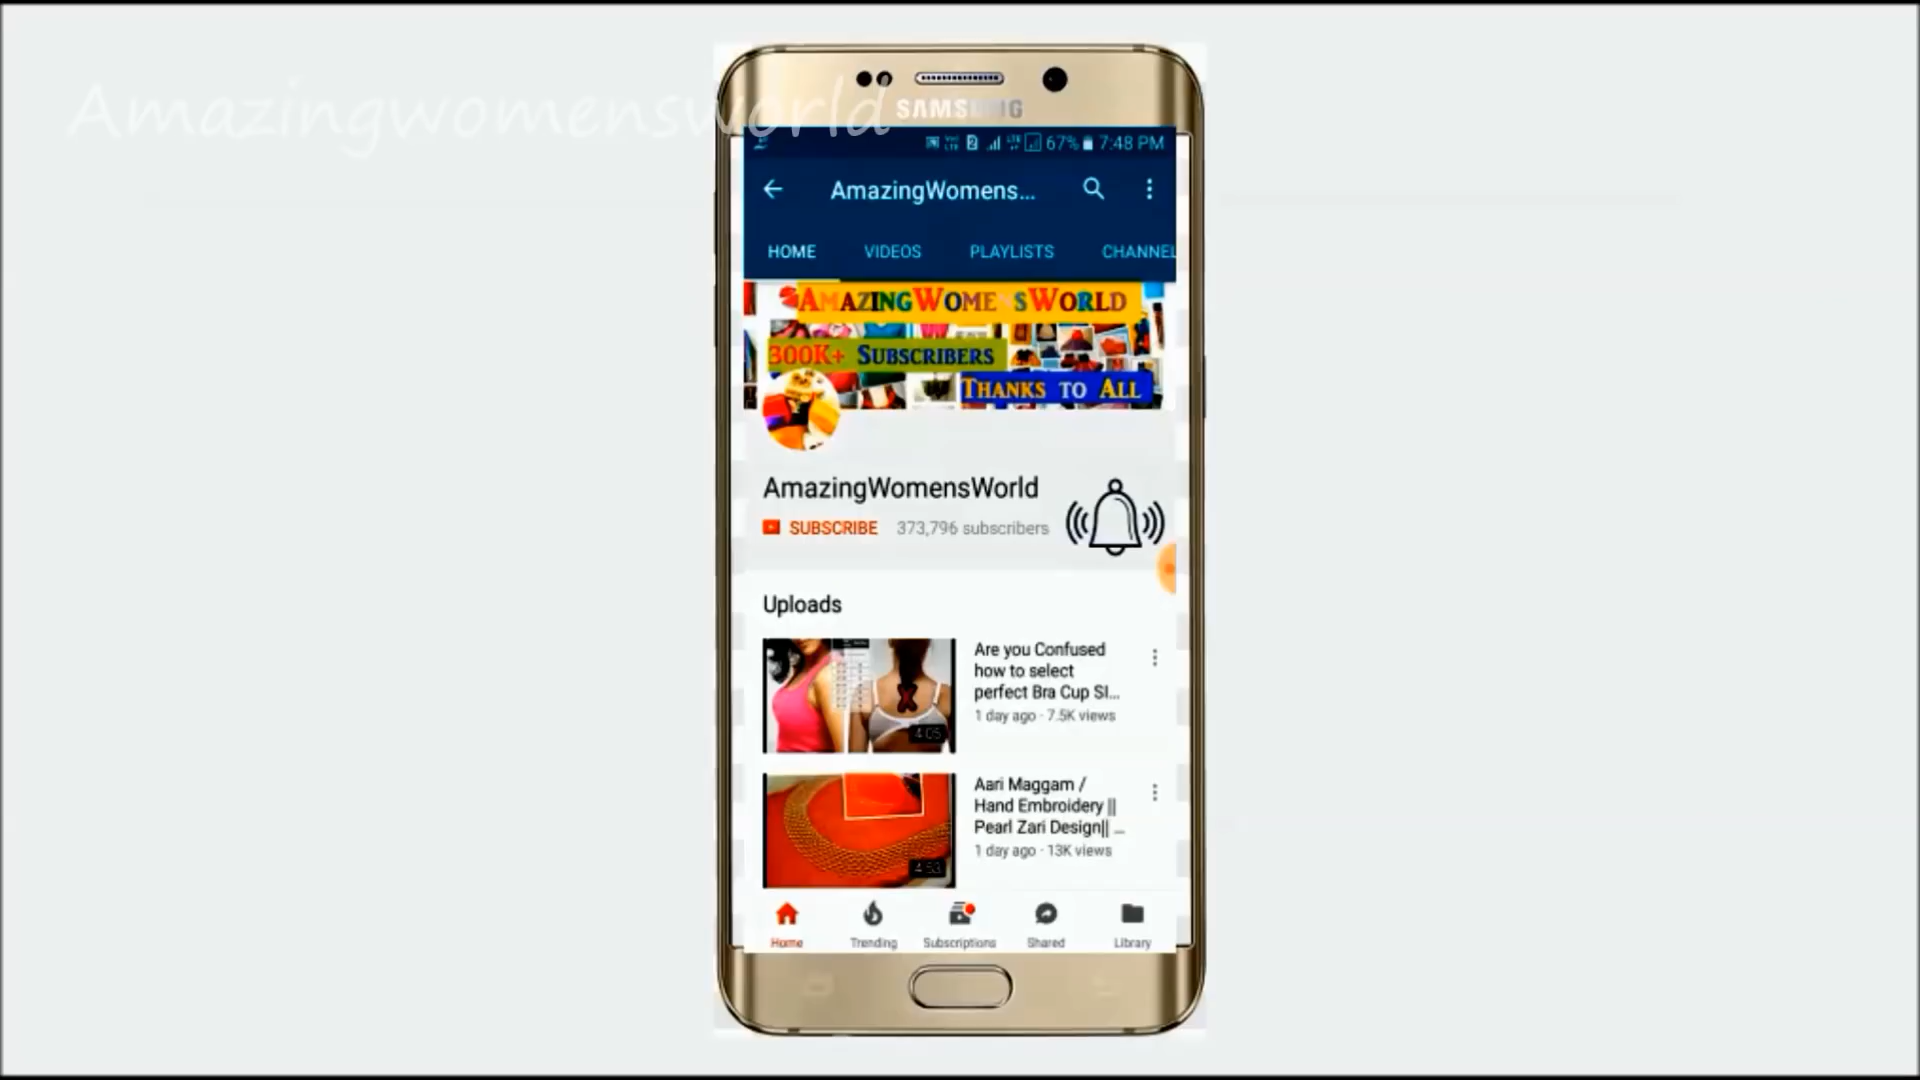 Amazingwomensworld
SAMSUNG
67% 7:48 PM
AmazingWomens...
HOME VIDEOS PLAYLISTS CHANNEL
AMAZINGWOMENSWORLD
300K+ SUBSCRIBERS
THANKS TO ALL
AmazingWomensWorld
SUBSCRIBE 373,796 subscribers
Uploads
Are you Confused
how to select
perfect Bra Cup SI...
1 day ago · 7.5K views
4:05
Aari Maggam /
Hand Embroidery ||
Pearl Zari Design|| ...
1 day ago · 13K views
4:53
Home Trending Subscriptions Shared Library